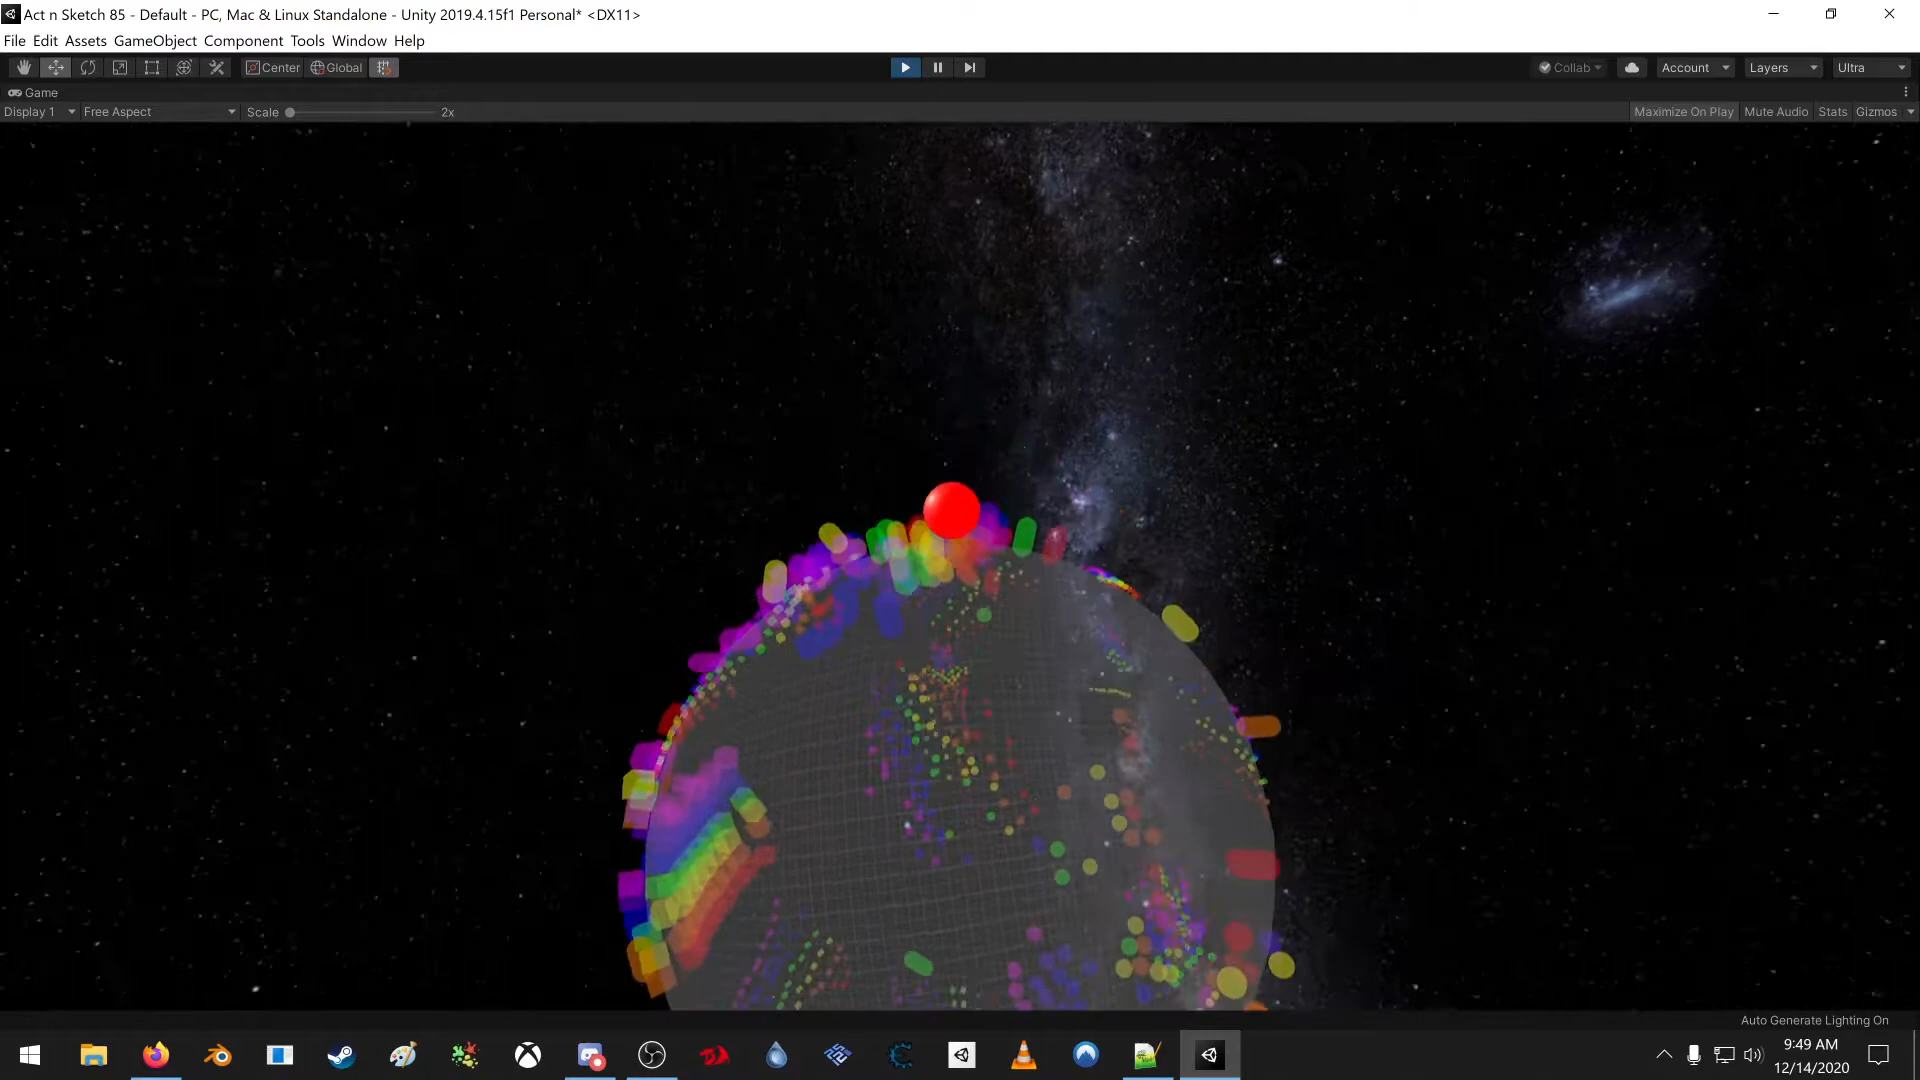 Act n Sketch 85 - Default - PC, Mac & Linux Standalone - Unity 2019.4.15f1 Personal* <DX11>
File Edit Assets GameObject Component Tools Window Help
Center Global Collab Account Layers Ultra
Game
Display 1 Free Aspect Scale 2x Maximize On Play Mute Audio Stats Gizmos
Auto Generate Lighting On
9:49 AM
12/14/2020